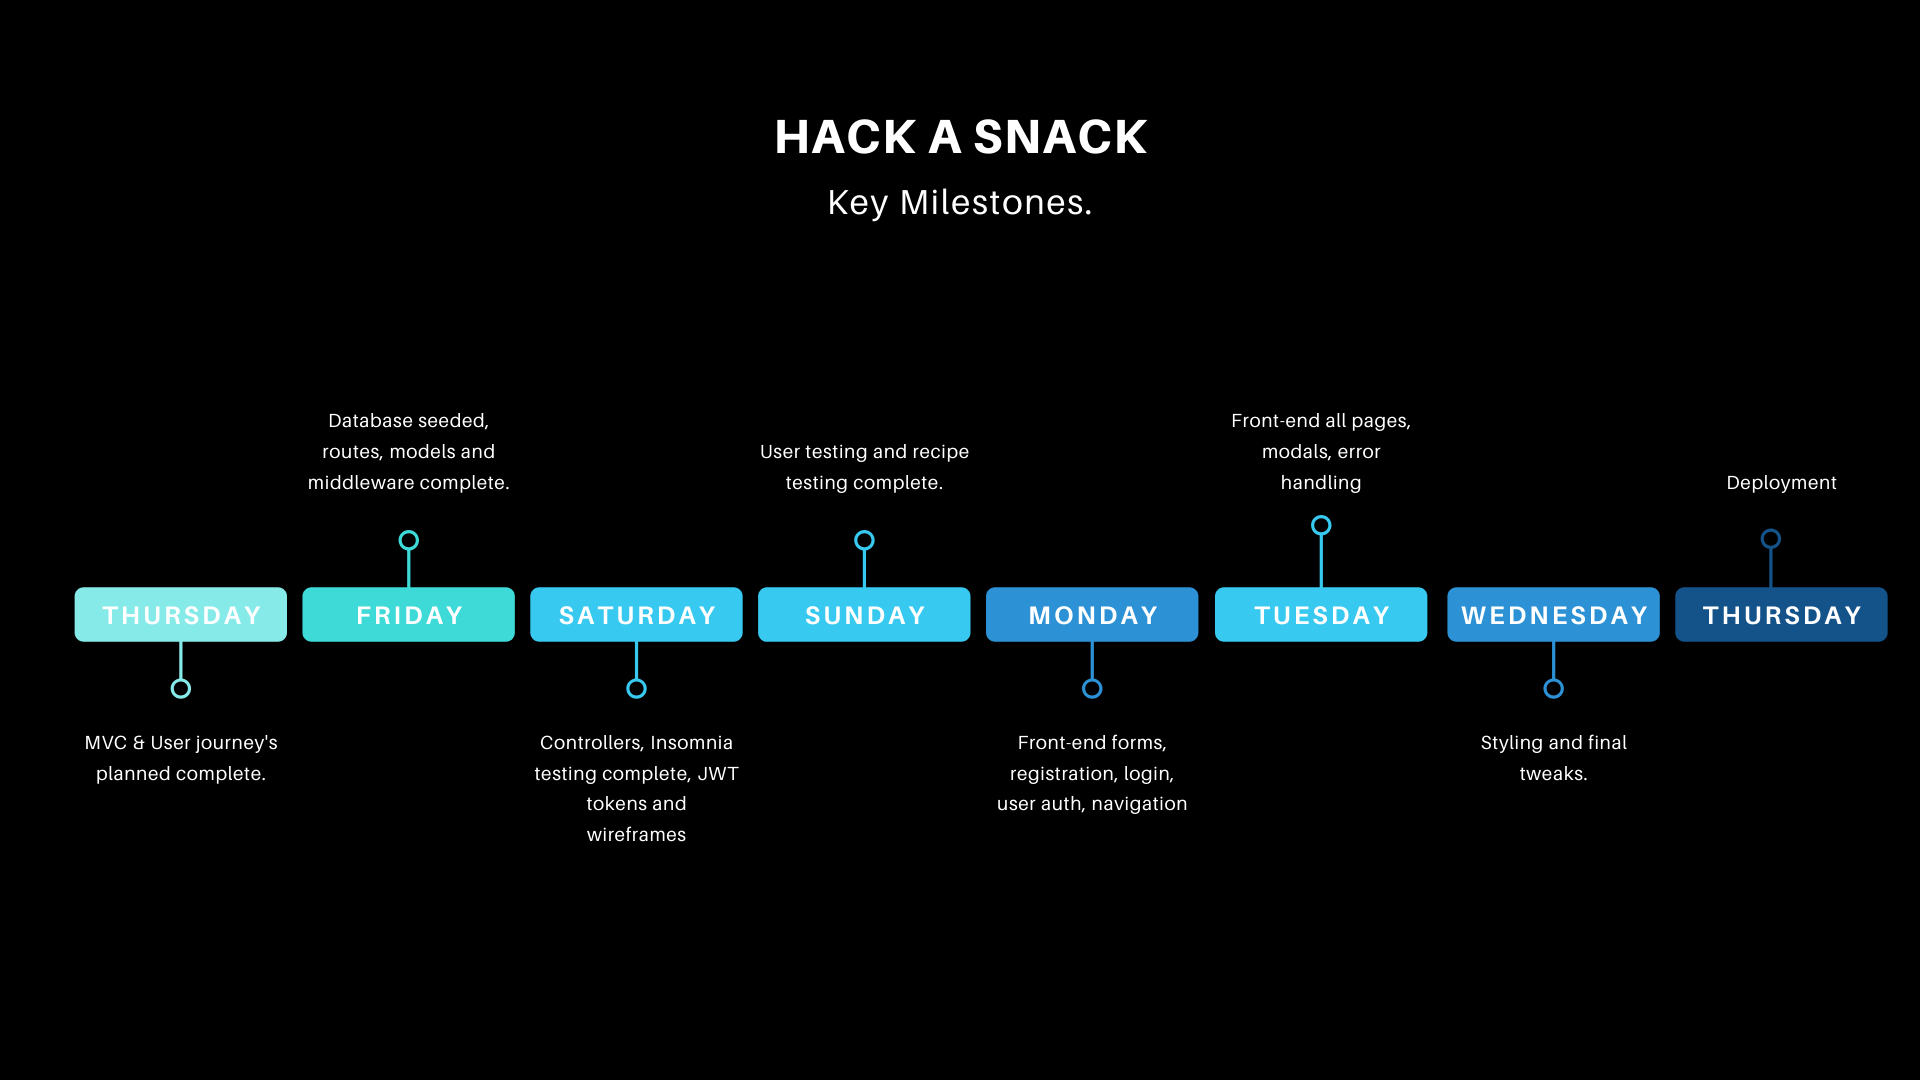 HACK A SNACK
Key Milestones.
Database seeded,
routes, models and
middleware complete.
User testing and recipe
testing complete.
Front-end all pages,
modals, error
handling
Deployment
THURSDAY
FRIDAY
SATURDAY
SUNDAY
MONDAY
TUESDAY
WEDNESDAY
THURSDAY
MVC & User journey's
planned complete.
Controllers, Insomnia
testing complete, JWT
tokens and
wireframes
Front-end forms,
registration, login,
user auth, navigation
Styling and final
tweaks.